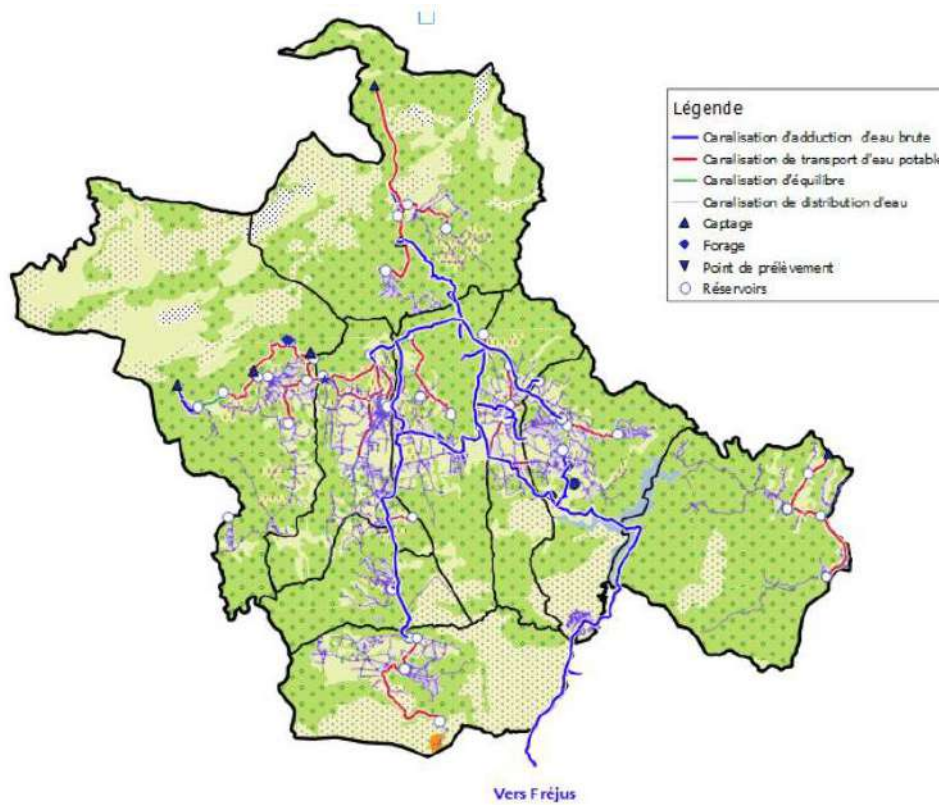 Légende
Canalisation d'adduction d'eau brute
Canalisation de transport d'eau potable
Canalisation d'équilibre
Canalisation de distribution d'eau
Captage
Forage
Point de prélèvement
Réservoirs
Vers Fréjus